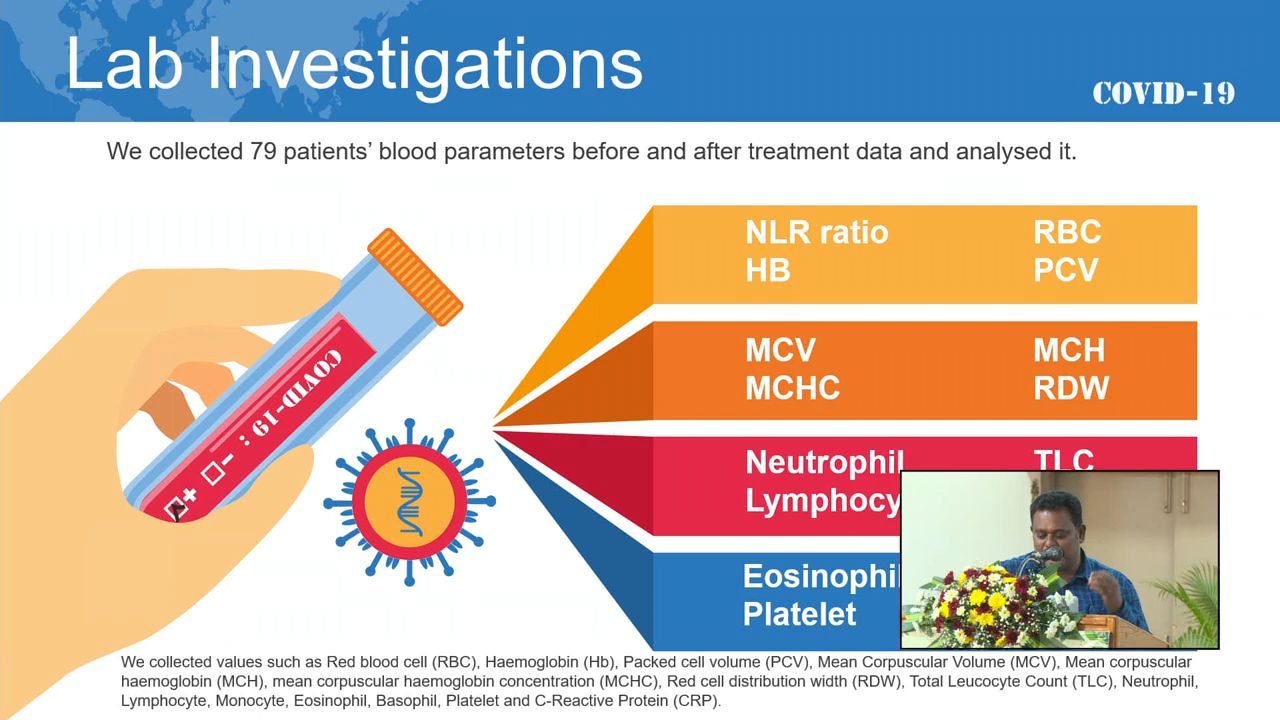 Lab Investigations
COVID-19
We collected 79 patients’ blood parameters before and after treatment data and analysed it.
NLR ratio RBC
HB PCV
MCV MCH
MCHC RDW
Neutrophil TLC
Eosinophil
Platelet
COVID-19 :
We collected values such as Red blood cell (RBC), Haemoglobin (Hb), Packed cell volume (PCV), Mean Corpuscular Volume (MCV), Mean corpuscular
haemoglobin (MCH), mean corpuscular haemoglobin concentration (MCHC), Red cell distribution width (RDW), Total Leucocyte Count (TLC), Neutrophil,
Lymphocyte, Monocyte, Eosinophil, Basophil, Platelet and C-Reactive Protein (CRP).